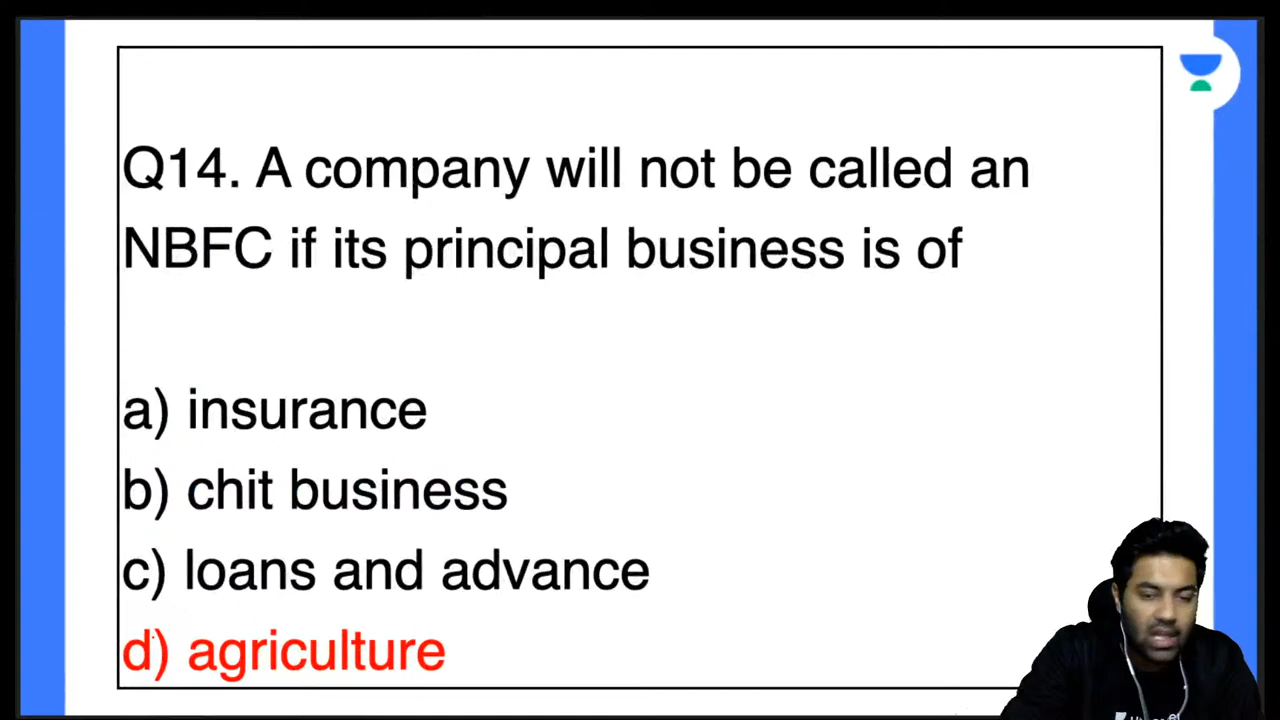 Q14. A company will not be called an
NBFC if its principal business is of
a) insurance
b) chit business
c) loans and advance
d) agriculture